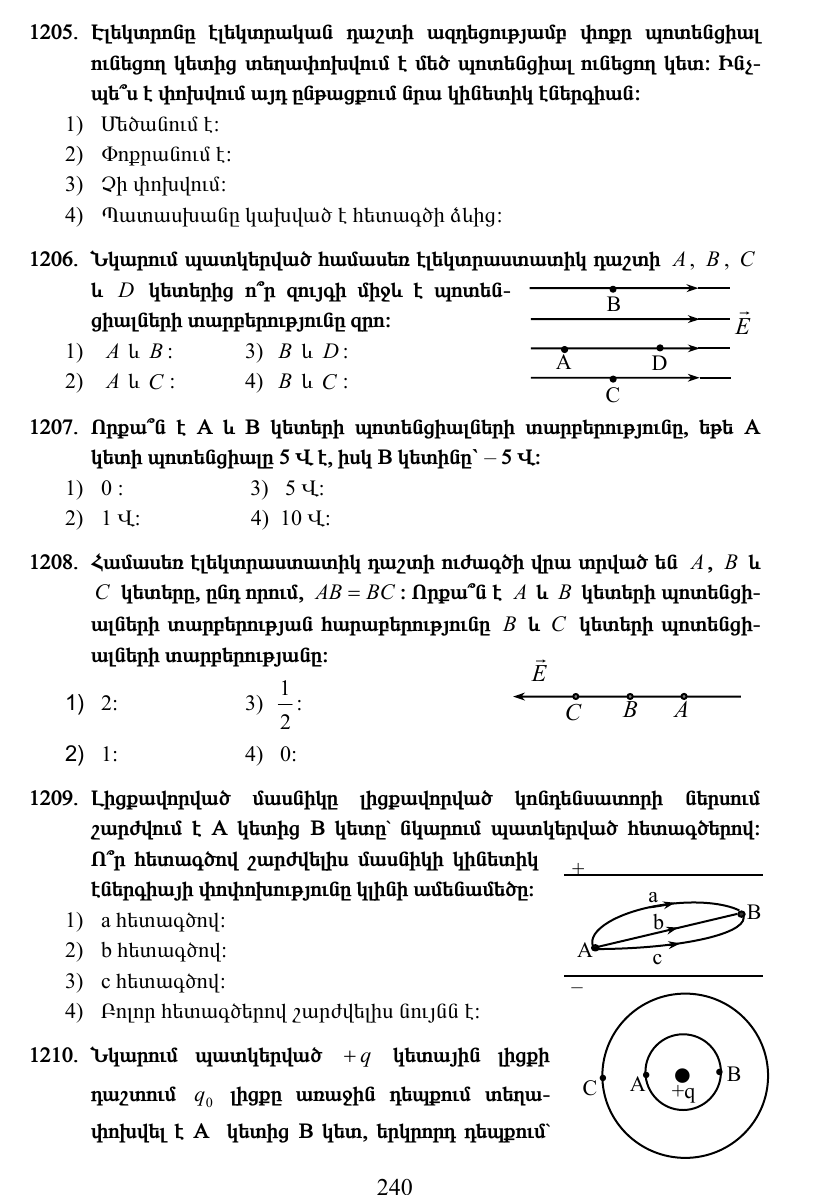 1205. Էլեկտրոնը էլեկտրական դաշտի ազդեցությամբ փոքր պոտենցիալ
ունեցող կետից տեղափոխվում է մեծ պոտենցիալ ունեցող կետ: Ինչ-
պե՞ս է փոխվում այդ ընթացքում նրա կինետիկ էներգիան:
1) Մեծանում է:
2) Փոքրանում է:
3) Չի փոխվում:
4) Պատասխանը կախված է հետագծի ձևից:
1206. Նկարում պատկերված համասեռ էլեկտրաստատիկ դաշտի A, B, C
և D կետերից ո՞ր զույգի միջև է պոտեն-
ցիալների տարբերությունը զրո:
1) A և B: 3) B և D:
2) A և C: 4) B և C:
B
E⃗
A D
C
1207. Որքա՞ն է A և B կետերի պոտենցիալների տարբերությունը, եթե A
կետի պոտենցիալը 5 Վ է, իսկ B կետինը՝ – 5 Վ:
1) 0: 3) 5 Վ:
2) 1 Վ: 4) 10 Վ:
1208. Համասեռ էլեկտրաստատիկ դաշտի ուժագծի վրա տրված են A, B և
C կետերը, ընդ որում, AB = BC: Որքա՞ն է A և B կետերի պոտենցի-
ալների տարբերության հարաբերությունը B և C կետերի պոտենցի-
ալների տարբերությանը:
1) 2: 3) 1/2:
2) 1: 4) 0:
E⃗
C B A
1209. Լիցքավորված մասնիկը լիցքավորված կոնդենսատորի ներսում
շարժվում է A կետից B կետը՝ նկարում պատկերված հետագծերով:
Ո՞ր հետագծով շարժվելիս մասնիկի կինետիկ
էներգիայի փոփոխությունը կլինի ամենամեծը:
1) a հետագծով:
2) b հետագծով:
3) c հետագծով:
4) Բոլոր հետագծերով շարժվելիս նույնն է:
+
a
B
b
A
c
–
1210. Նկարում պատկերված +q կետային լիցքի
դաշտում q₀ լիցքը առաջին դեպքում տեղա-
փոխվել է A կետից B կետ, երկրորդ դեպքում՝
C A B
+q
240